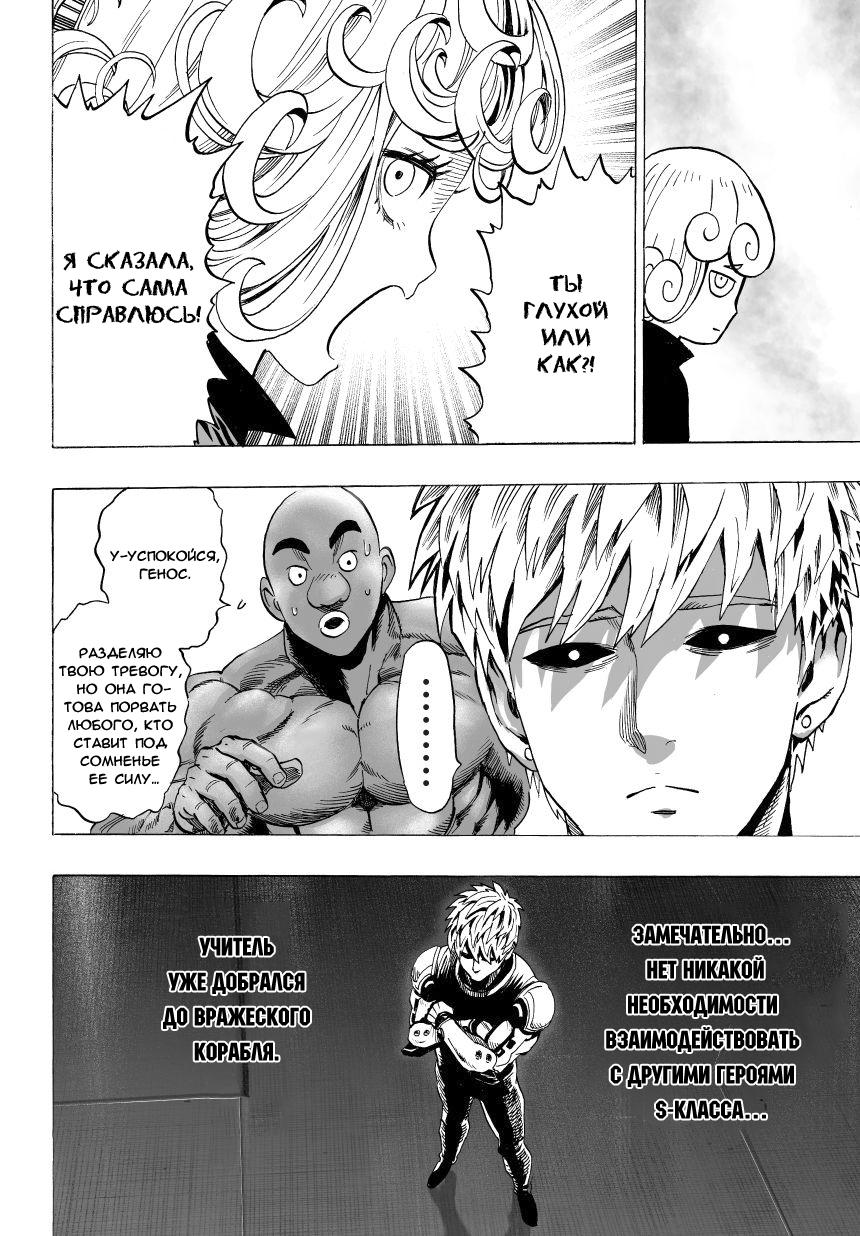 ТЫ
ГЛУХОЙ
ИЛИ
КАК?!
Я СКАЗАЛА,
ЧТО САМА
СПРАВЛЮСЬ!
......
У-УСПОКОЙСЯ,
ГЕНОС.
РАЗДЕЛЯЮ
ТВОЮ ТРЕВОГУ,
НО ОНА ГО-
ТОВА ПОРВАТЬ
ЛЮБОГО, КТО
СТАВИТ ПОД
СОМНЕНЬЕ
ЕЕ СИЛУ...
ЗАМЕЧАТЕЛЬНО...
НЕТ НИКАКОЙ
НЕОБХОДИМОСТИ
ВЗАИМОДЕЙСТВОВАТЬ
С ДРУГИМИ ГЕРОЯМИ
S-КЛАССА...
УЧИТЕЛЬ
УЖЕ ДОБРАЛСЯ
ДО ВРАЖЕСКОГО
КОРАБЛЯ.